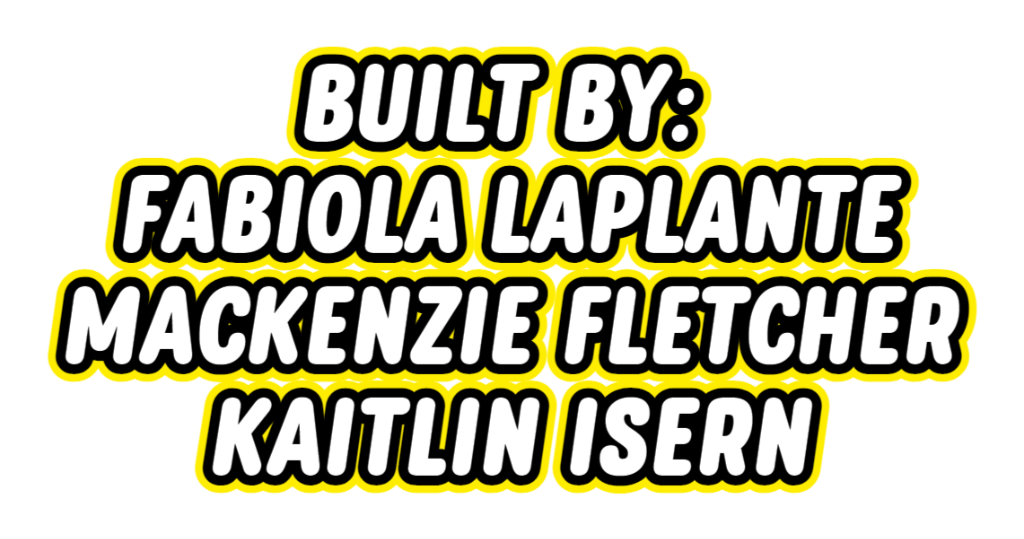 BUILT BY:
FABIOLA LAPLANTE
MACKENZIE FLETCHER
KAITLIN ISERN